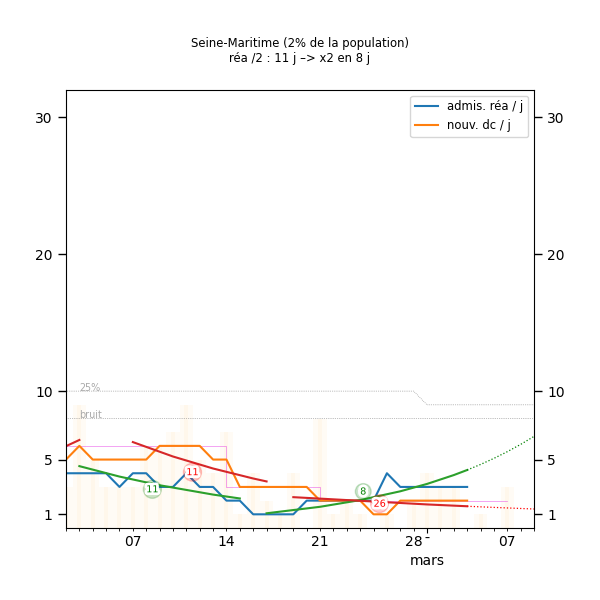 Seine-Maritime (2% de la population)
réa /2 : 11 j –> x2 en 8 j
admis. réa / j
nouv. dc / j
30 30
20 20
10 10
25%
bruit
5 5
11 11 8 26
1 1
07 14 21 28 07
mars